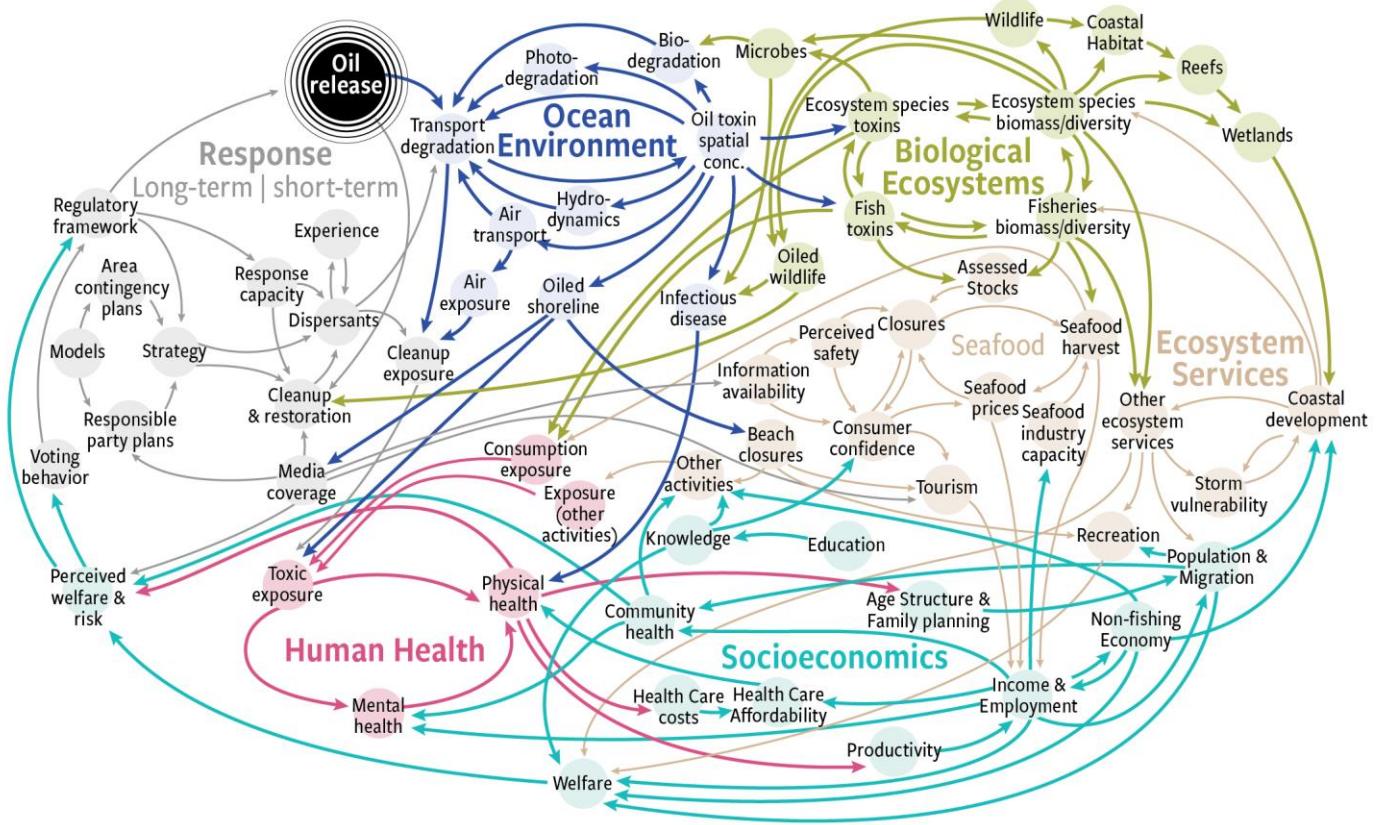 Oil
release
Photo-
degradation
Bio-
degradation
Microbes
Wildlife
Coastal
Habitat
Reefs
Wetlands
Transport
degradation
Ocean
Environment
Oil toxin
spatial
conc.
Ecosystem species
toxins
Ecosystem species
biomass/diversity
Biological
Ecosystems
Response
Long-term | short-term
Regulatory
framework
Experience
Area
contingency
plans
Response
capacity
Dispersants
Models
Strategy
Responsible
party plans
Cleanup
& restoration
Voting
behavior
Media
coverage
Air
transport
Hydro-
dynamics
Air
exposure
Oiled
shoreline
Cleanup
exposure
Infectious
disease
Oiled
wildlife
Fish
toxins
Fisheries
biomass/diversity
Assessed
Stocks
Perceived
safety
Closures
Seafood
Seafood
harvest
Ecosystem
Services
Information
availability
Consumer
confidence
Seafood
prices
Seafood
industry
capacity
Other
ecosystem
services
Coastal
development
Storm
vulnerability
Beach
closures
Other
activities
Tourism
Recreation
Consumption
exposure
Exposure
(other
activities)
Knowledge
Education
Population &
Migration
Perceived
welfare &
risk
Toxic
exposure
Physical
health
Community
health
Age Structure &
Family planning
Non-fishing
Economy
Human Health
Socioeconomics
Mental
health
Health Care
costs
Health Care
Affordability
Income &
Employment
Productivity
Welfare